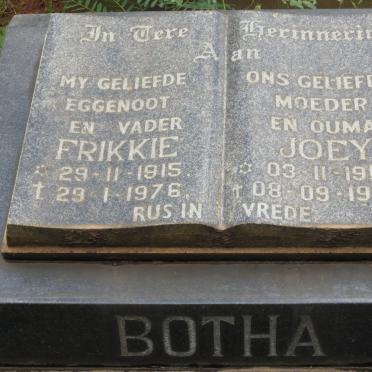 In Tere Herinnering
Aan
MY GELIEFDE
EGGENOOT
EN VADER
FRIKKIE
☆ 29-11-1915
† 29-1-1976
ONS GELIEF
MOEDER
EN OUMA
JOEY
☆ 03-11-19
† 08-09-19
RUS IN VREDE
BOTHA